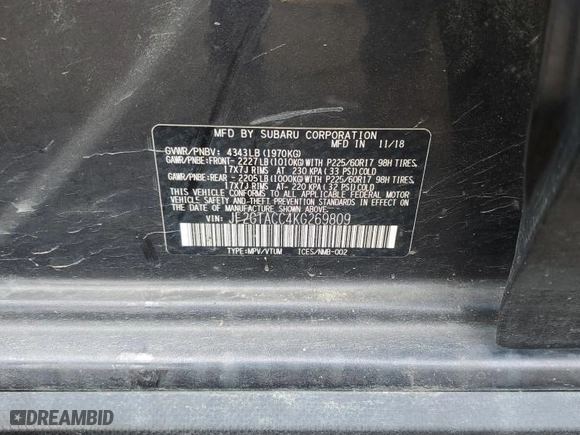 MFD BY SUBARU CORPORATION
MFD IN 11/18
GVWR/PNBV: 4343LB (1970KG)
GAWR/PNBE:FRONT- 2227LB (1010KG) WITH P225/60R17 98H TIRES,
17X7J RIMS AT 230 KPA (33 PSI) COLD
GAWR/PNBE:REAR - 2205LB (1000KG) WITH P225/60R17 98H TIRES,
17X7J RIMS AT- 220 KPA (32 PSI) COLD
THIS VEHICLE CONFORMS TO ALL APPLICABLE FEDERAL MOTOR
VEHICLE SAFETY AND THEFT PREVENTION STANDARDS IN EFFECT ON
THE DATE OF MANUFACTURE SHOWN ABOVE.
VIN: JF2GTACC4KG269809
TYPE:MPV/VTUM ICES/NMB-002
DREAMBID